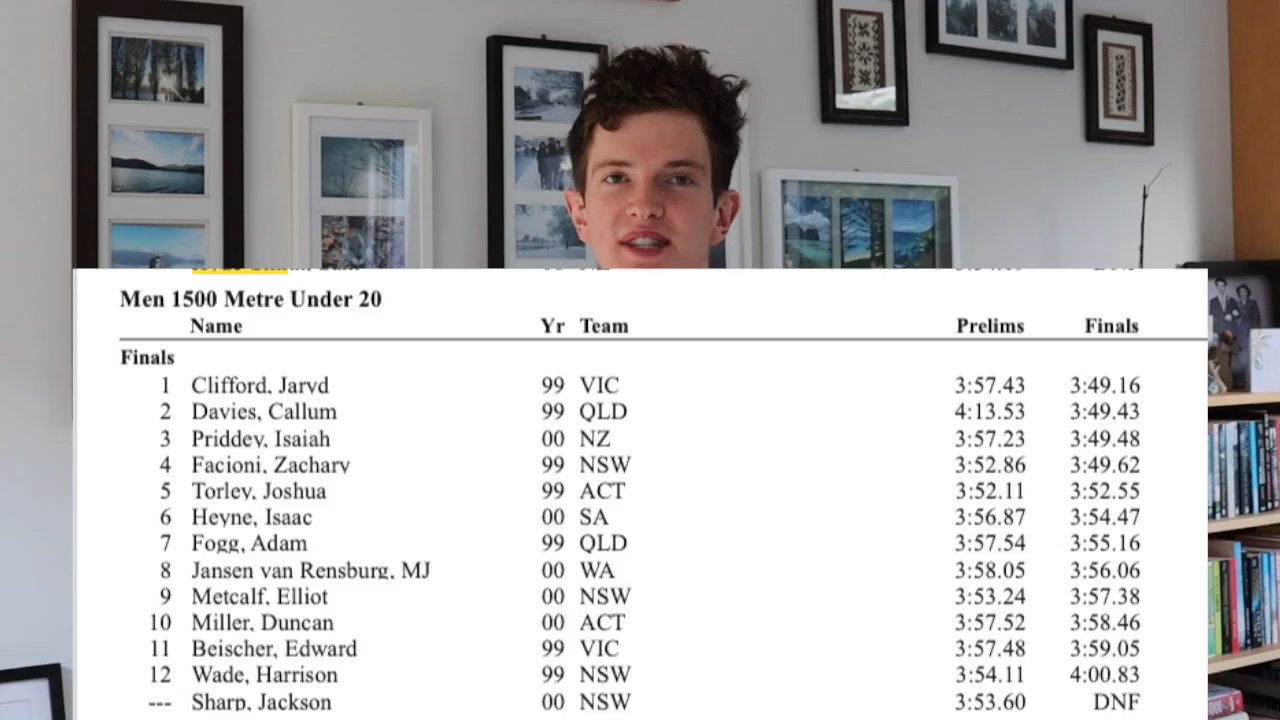 Men 1500 Metre Under 20
Name Yr Team Prelims Finals
Finals
1 Clifford, Jaryd 99 VIC 3:57.43 3:49.16
2 Davies, Callum 99 QLD 4:13.53 3:49.43
3 Priddey, Isaiah 00 NZ 3:57.23 3:49.48
4 Facioni, Zachary 99 NSW 3:52.86 3:49.62
5 Torley, Joshua 99 ACT 3:52.11 3:52.55
6 Heyne, Isaac 00 SA 3:56.87 3:54.47
7 Fogg, Adam 99 QLD 3:57.54 3:55.16
8 Jansen van Rensburg, MJ 00 WA 3:58.05 3:56.06
9 Metcalf, Elliot 00 NSW 3:53.24 3:57.38
10 Miller, Duncan 00 ACT 3:57.52 3:58.46
11 Beischer, Edward 99 VIC 3:57.48 3:59.05
12 Wade, Harrison 99 NSW 3:54.11 4:00.83
--- Sharp, Jackson 00 NSW 3:53.60 DNF